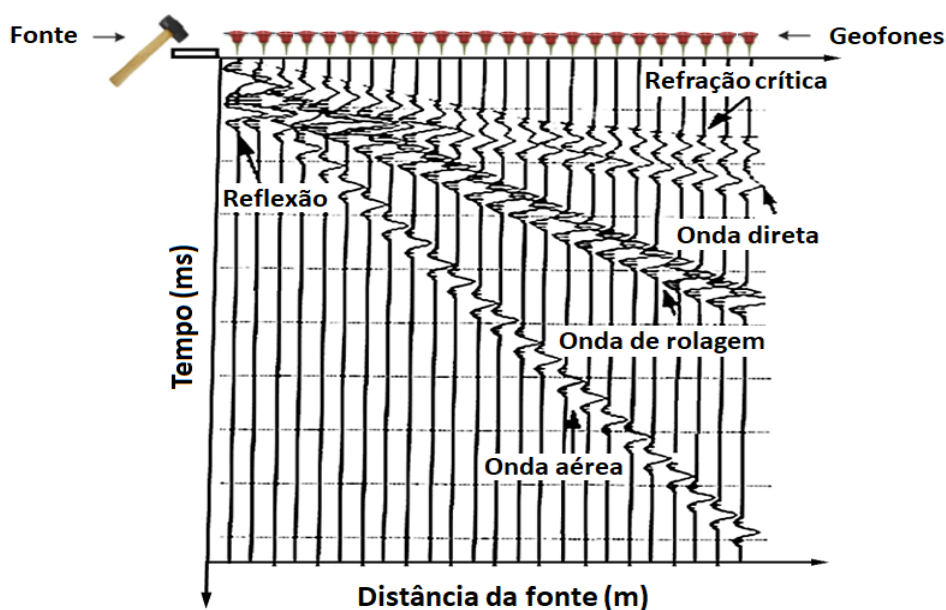 Fonte
Geofones
Refração crítica
Reflexão
Onda direta
Onda de rolagem
Onda aérea
Tempo (ms)
Distância da fonte (m)